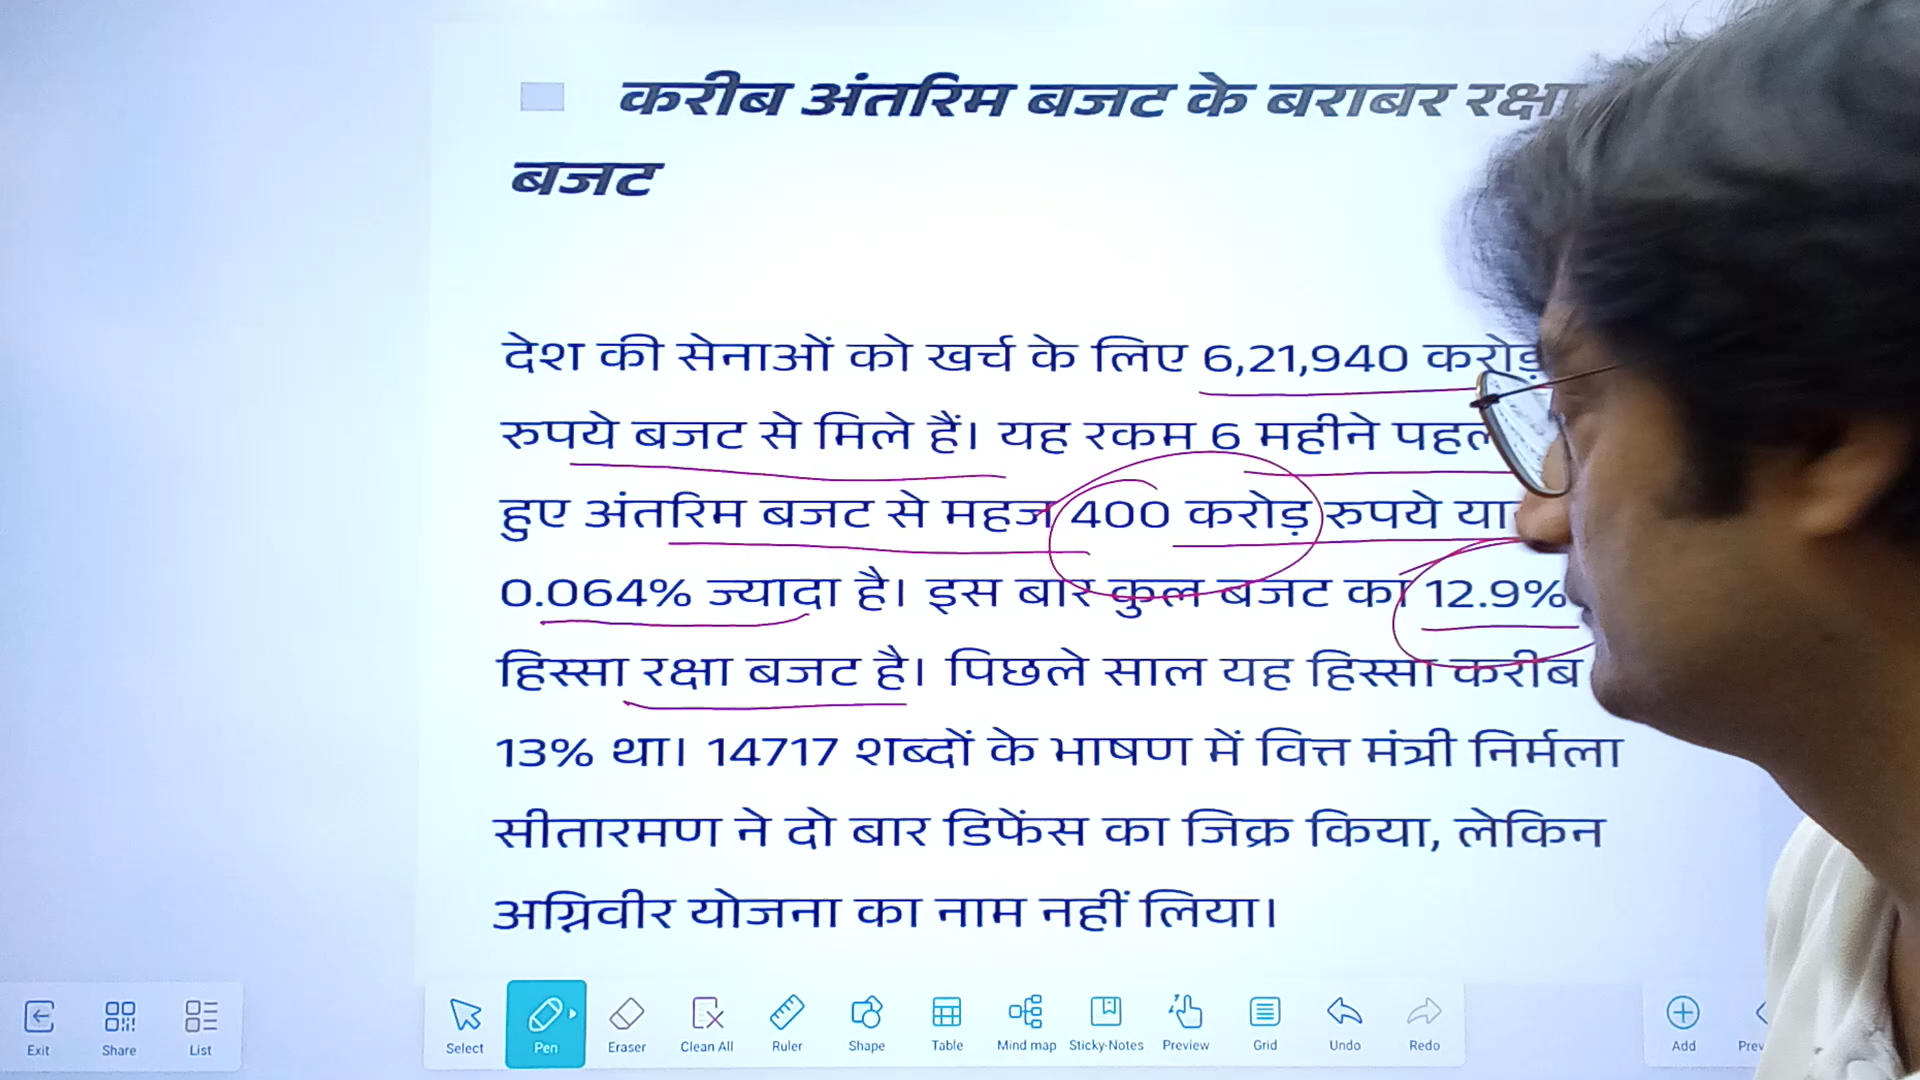 करीब अंतरिम बजट के बराबर रक्षा
बजट
देश की सेनाओं को खर्च के लिए 6,21,940 करोड़
रुपये बजट से मिले हैं। यह रकम 6 महीने
हुए अंतरिम बजट से महज 400 करोड़ रुपये
0.064% ज्यादा है। इस बार कुल बजट का 12.9%
हिस्सा रक्षा बजट है। पिछले साल यह हिस्सा करीब
13% था। 14717 शब्दों के भाषण में वित्त मंत्री निर्मला
सीतारमण ने दो बार डिफेंस का जिक्र किया, लेकिन
अग्निवीर योजना का नाम नहीं लिया।
Exit Share List Select Pen Eraser Clean All Ruler Shape Table Mind map Sticky-Notes Preview Grid Undo Redo Add